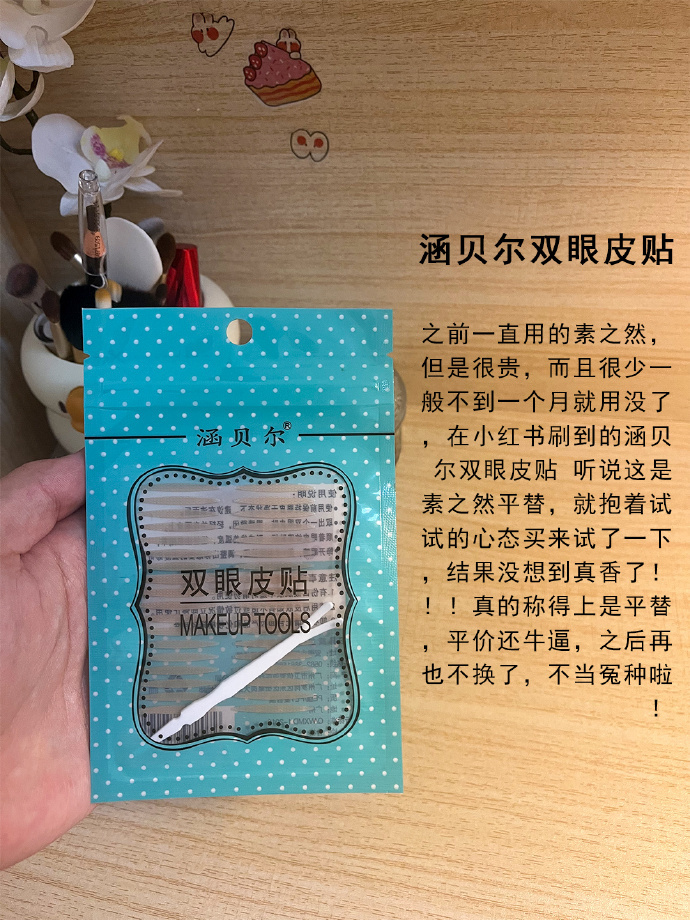 涵贝尔双眼皮贴
之前一直用的素之然，
但是很贵，而且很少一
般不到一个月就用没了
，在小红书刷到的涵贝
尔双眼皮贴 听说这是
素之然平替，就抱着试
试的心态买来试了一下
，结果没想到真香了！
！！真的称得上是平替
，平价还牛逼，之后再
也不换了，不当冤种啦
！
涵贝尔®
双眼皮贴
MAKEUP TOOLS
使用说明：